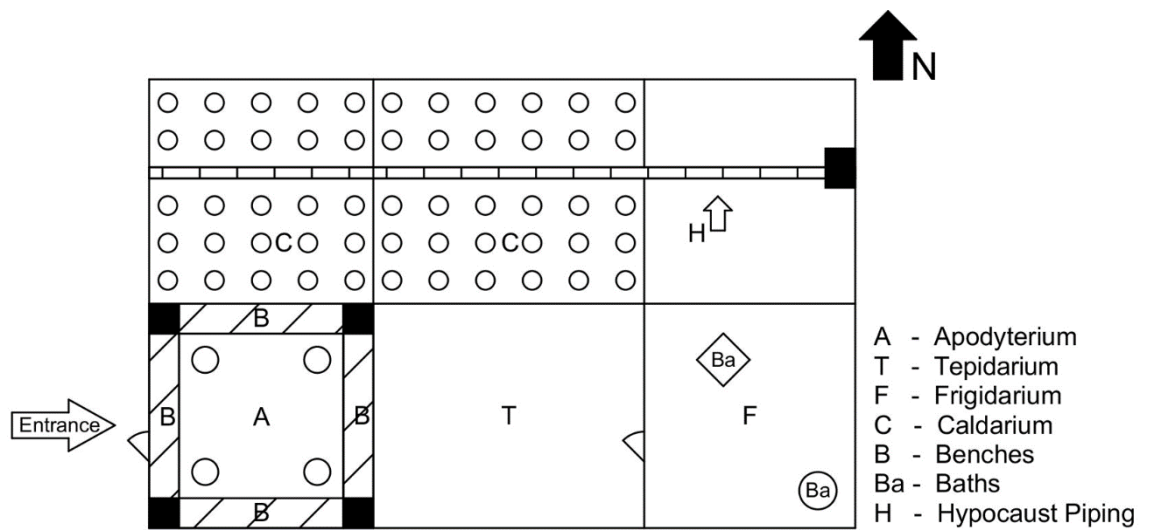 N
C
C
H
B
Ba
B
A
B
T
F
Entrance
Ba
B
A - Apodyterium
T - Tepidarium
F - Frigidarium
C - Caldarium
B - Benches
Ba - Baths
H - Hypocaust Piping